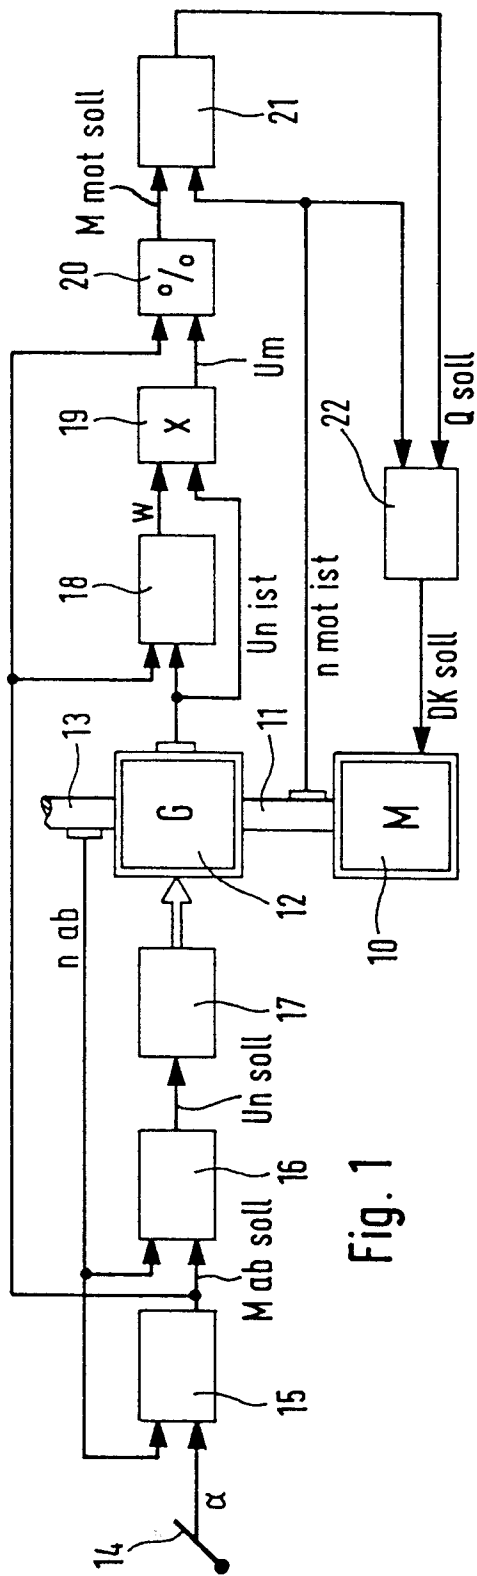 14
α
15
M ab soll
16
Un soll
17
n ab
13
G
12
11
M
10
Un ist
18
w
19
X
Um
20
%
M mot soll
21
n mot ist
22
DK soll
Q soll
Fig. 1